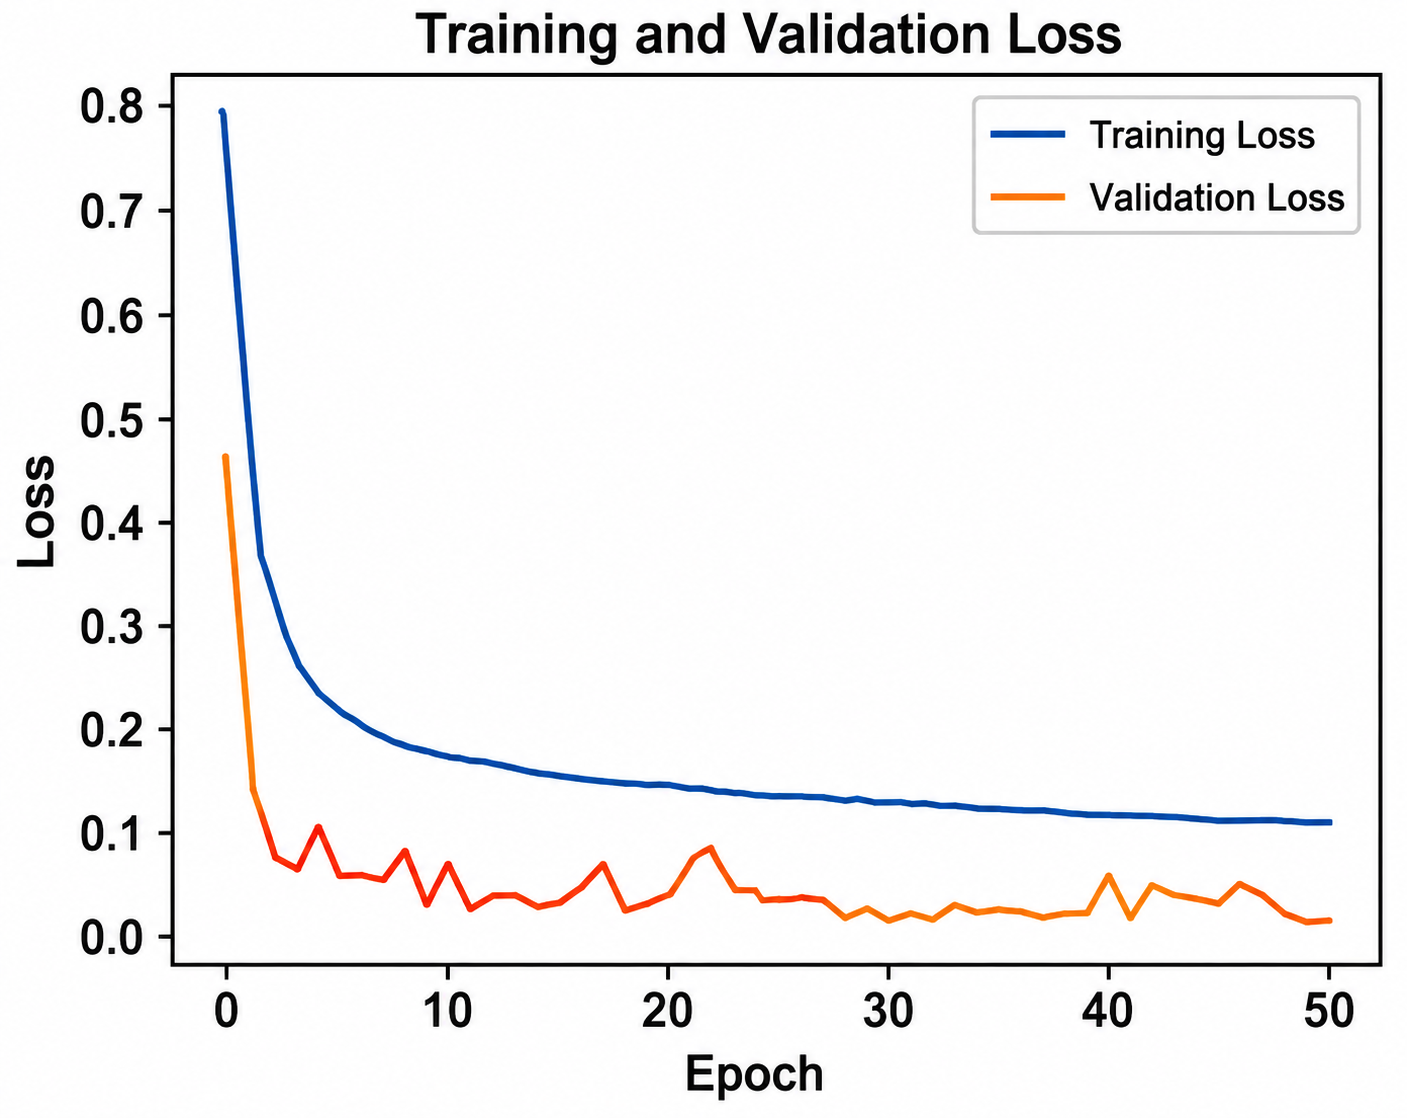 Training and Validation Loss
Training Loss
Validation Loss
Loss
0.8
0.7
0.6
0.5
0.4
0.3
0.2
0.1
0.0
0 10 20 30 40 50
Epoch